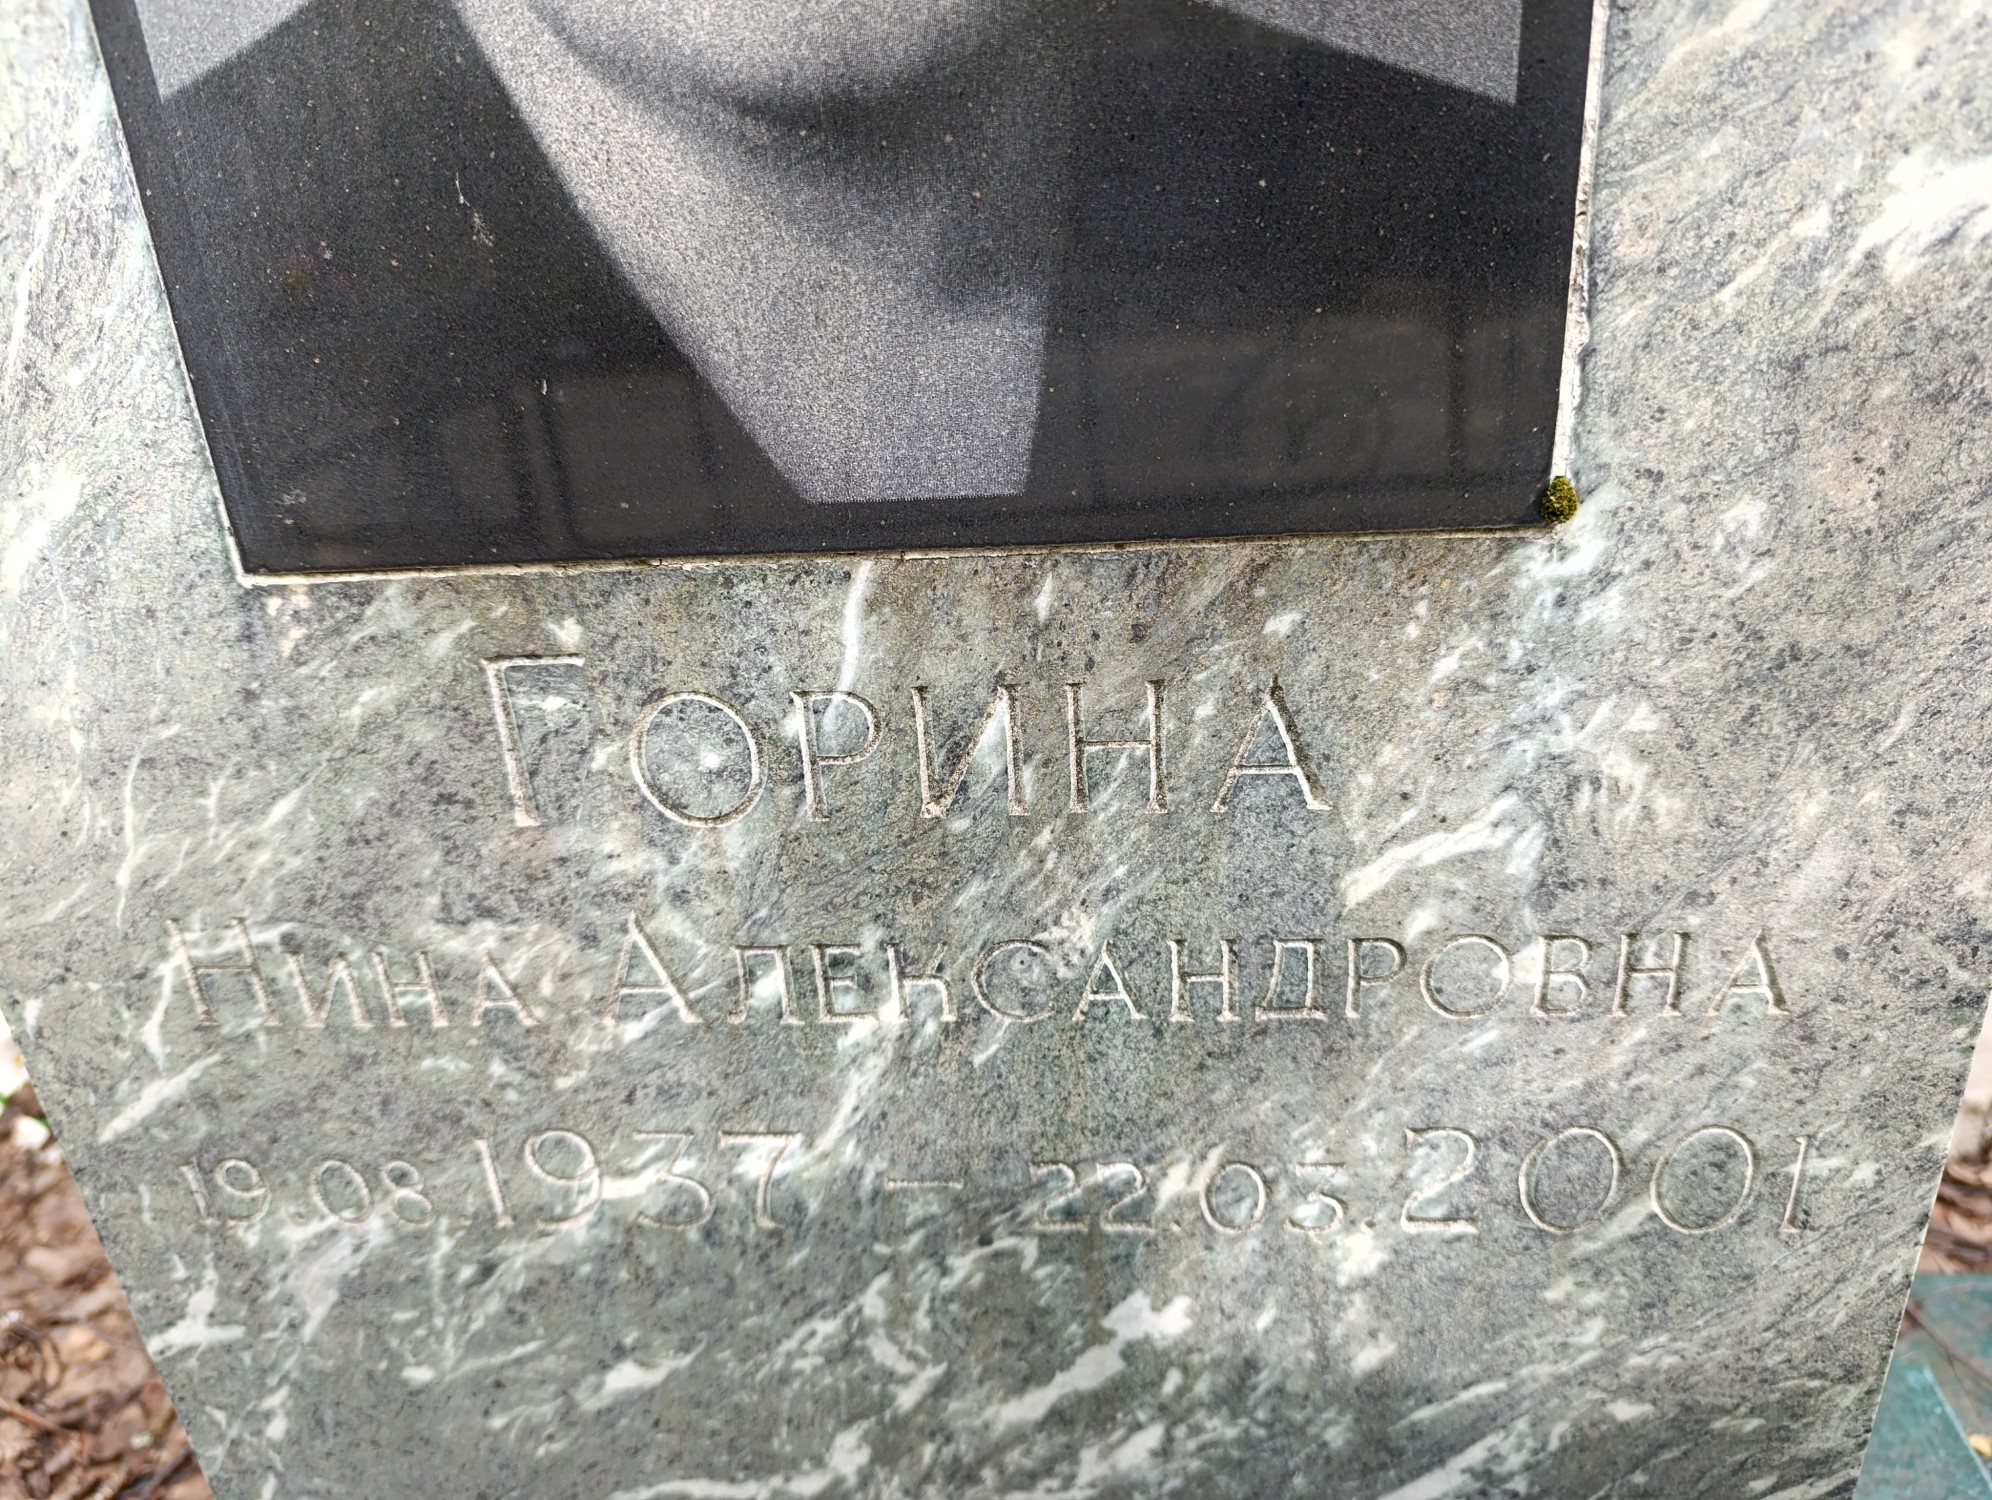 Горина
Нина Александровна
19.08.1937 – 22.03.2001